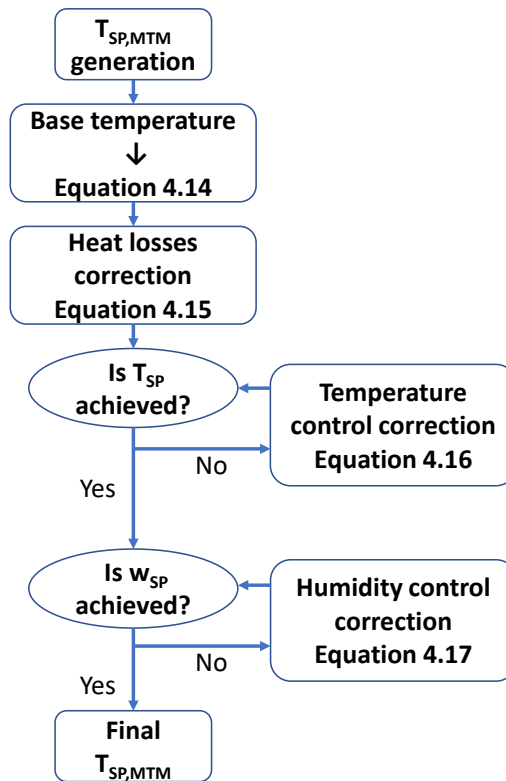 T_SP,MTM
generation
Base temperature
↓
Equation 4.14
Heat losses
correction
Equation 4.15
Is T_SP
achieved?
Temperature
control correction
Equation 4.16
No
Yes
Is w_SP
achieved?
Humidity control
correction
Equation 4.17
No
Yes
Final
T_SP,MTM